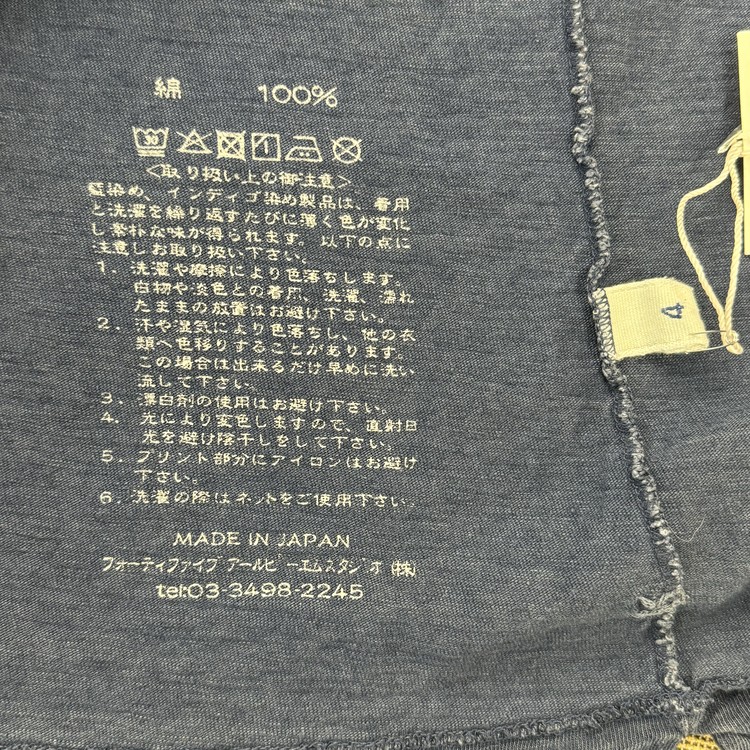 綿 100%
30 1
<取り扱い上の御注意>
藍染め、インディゴ染め製品は、着用
と洗濯を繰り返すたびに薄く色が変化
し素朴な味が得られます。以下の点に
注意しお取り扱い下さい。
1. 洗濯や摩擦により色落ちします。
白物や淡色との着用、洗濯、濡れ
たままの放置はお避け下さい。
2. 汗や湿気により色落ちし、他の衣
類へ色移りすることがあります。
この場合は出来るだけ早めに洗い
流して下さい。
3. 漂白剤の使用はお避け下さい。
4. 光により変色しますので、直射日
光を避け陰干しをして下さい。
5. プリント部分にアイロンはお避け
下さい。
6. 洗濯の際はネットをご使用下さい。
MADE IN JAPAN
フォーティファイブ アールピーエムスタジオ (株)
tel:03-3498-2245
4